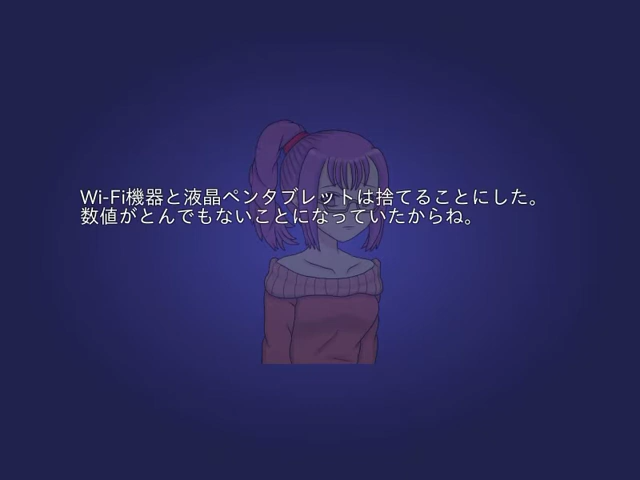 Wi-Fi機器と液晶ペンタブレットは捨てることにした。
数値がとんでもないことになっていたからね。